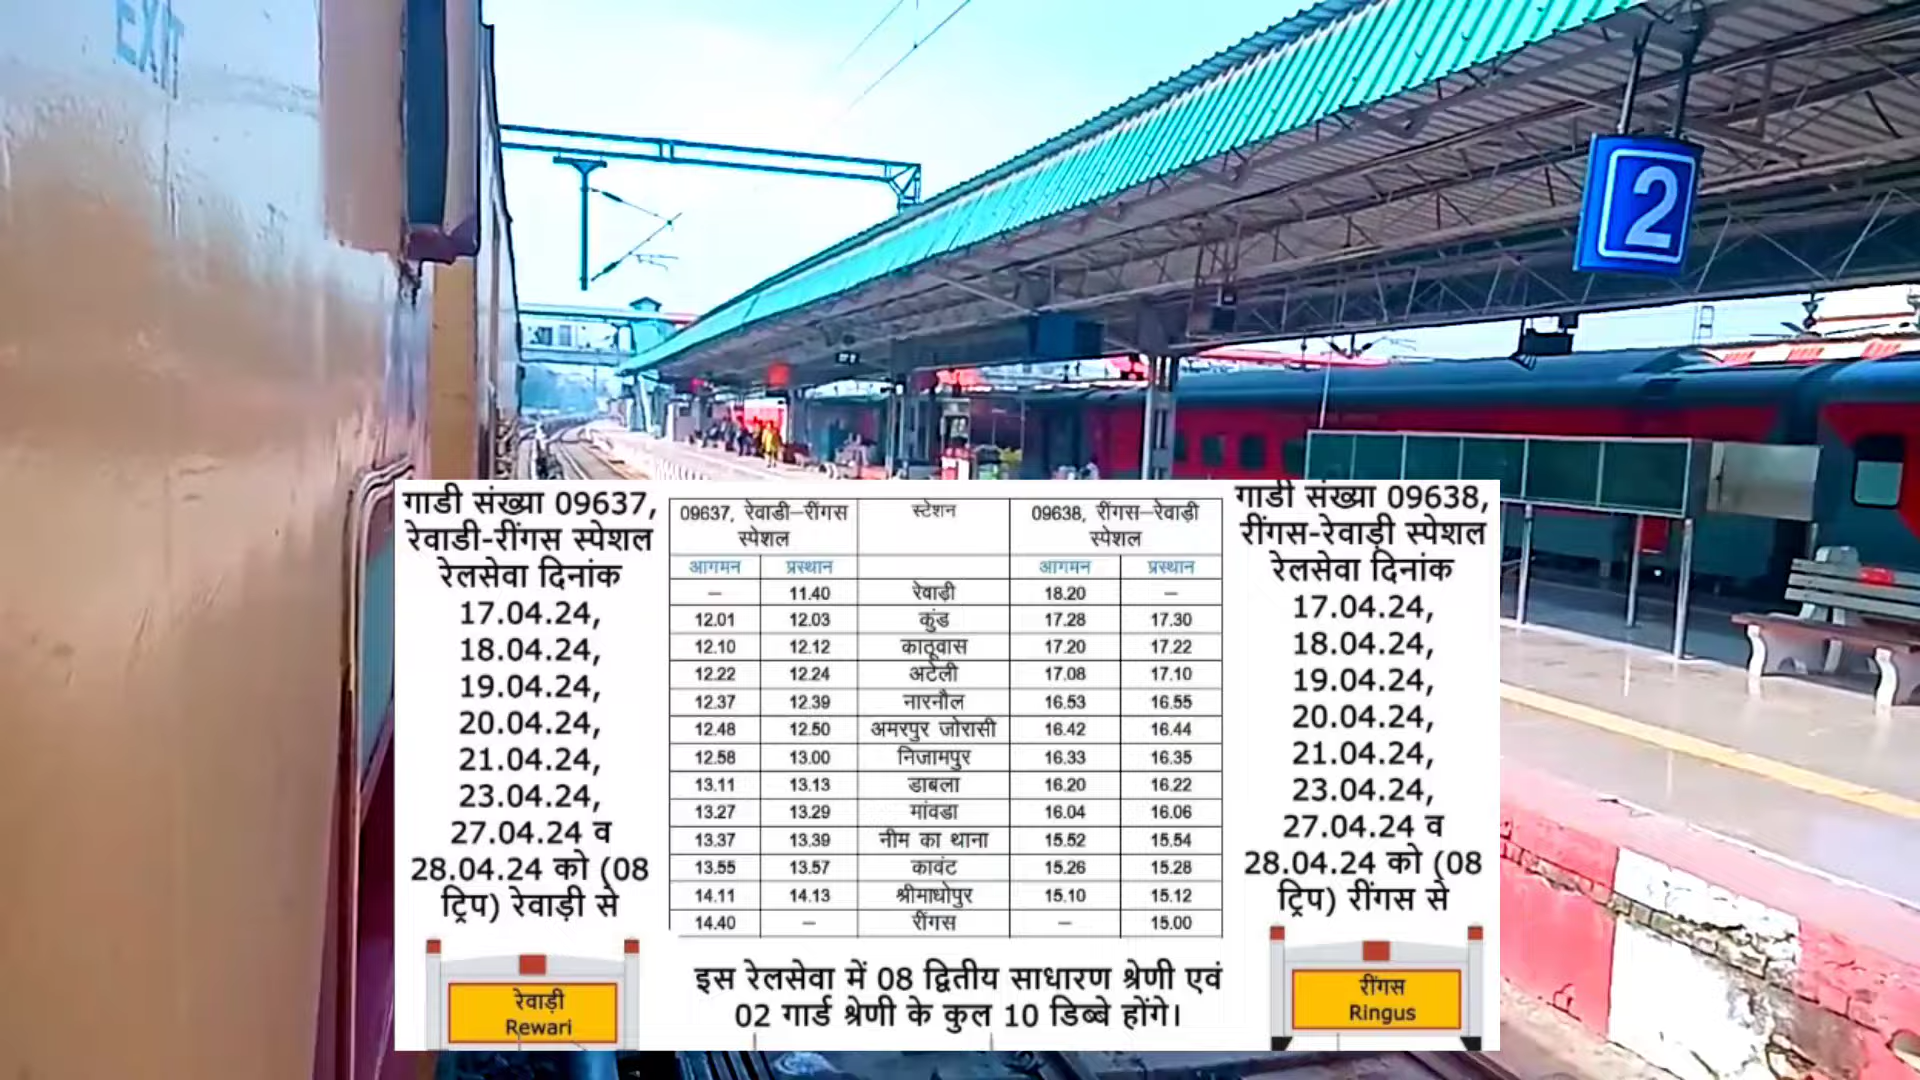 EXIT
2
गाडी संख्या 09637,
रेवाडी-रींगस स्पेशल
रेलसेवा दिनांक
17.04.24,
18.04.24,
19.04.24,
20.04.24,
21.04.24,
23.04.24,
27.04.24 व
28.04.24 को (08
ट्रिप) रेवाड़ी से
रेवाड़ी
Rewari
09637, रेवाडी–रींगस स्पेशल स्टेशन 09638, रींगस–रेवाड़ी स्पेशल
आगमन प्रस्थान आगमन प्रस्थान
– 11.40 रेवाड़ी 18.20 –
12.01 12.03 कुंड 17.28 17.30
12.10 12.12 काठूवास 17.20 17.22
12.22 12.24 अटेली 17.08 17.10
12.37 12.39 नारनौल 16.53 16.55
12.48 12.50 अमरपुर जोरासी 16.42 16.44
12.58 13.00 निजामपुर 16.33 16.35
13.11 13.13 डाबला 16.20 16.22
13.27 13.29 मांवडा 16.04 16.06
13.37 13.39 नीम का थाना 15.52 15.54
13.55 13.57 कावंट 15.26 15.28
14.11 14.13 श्रीमाधोपुर 15.10 15.12
14.40 – रींगस – 15.00
इस रेलसेवा में 08 द्वितीय साधारण श्रेणी एवं
02 गार्ड श्रेणी के कुल 10 डिब्बे होंगे।
गाडी संख्या 09638,
रींगस-रेवाड़ी स्पेशल
रेलसेवा दिनांक
17.04.24,
18.04.24,
19.04.24,
20.04.24,
21.04.24,
23.04.24,
27.04.24 व
28.04.24 को (08
ट्रिप) रींगस से
रींगस
Ringus